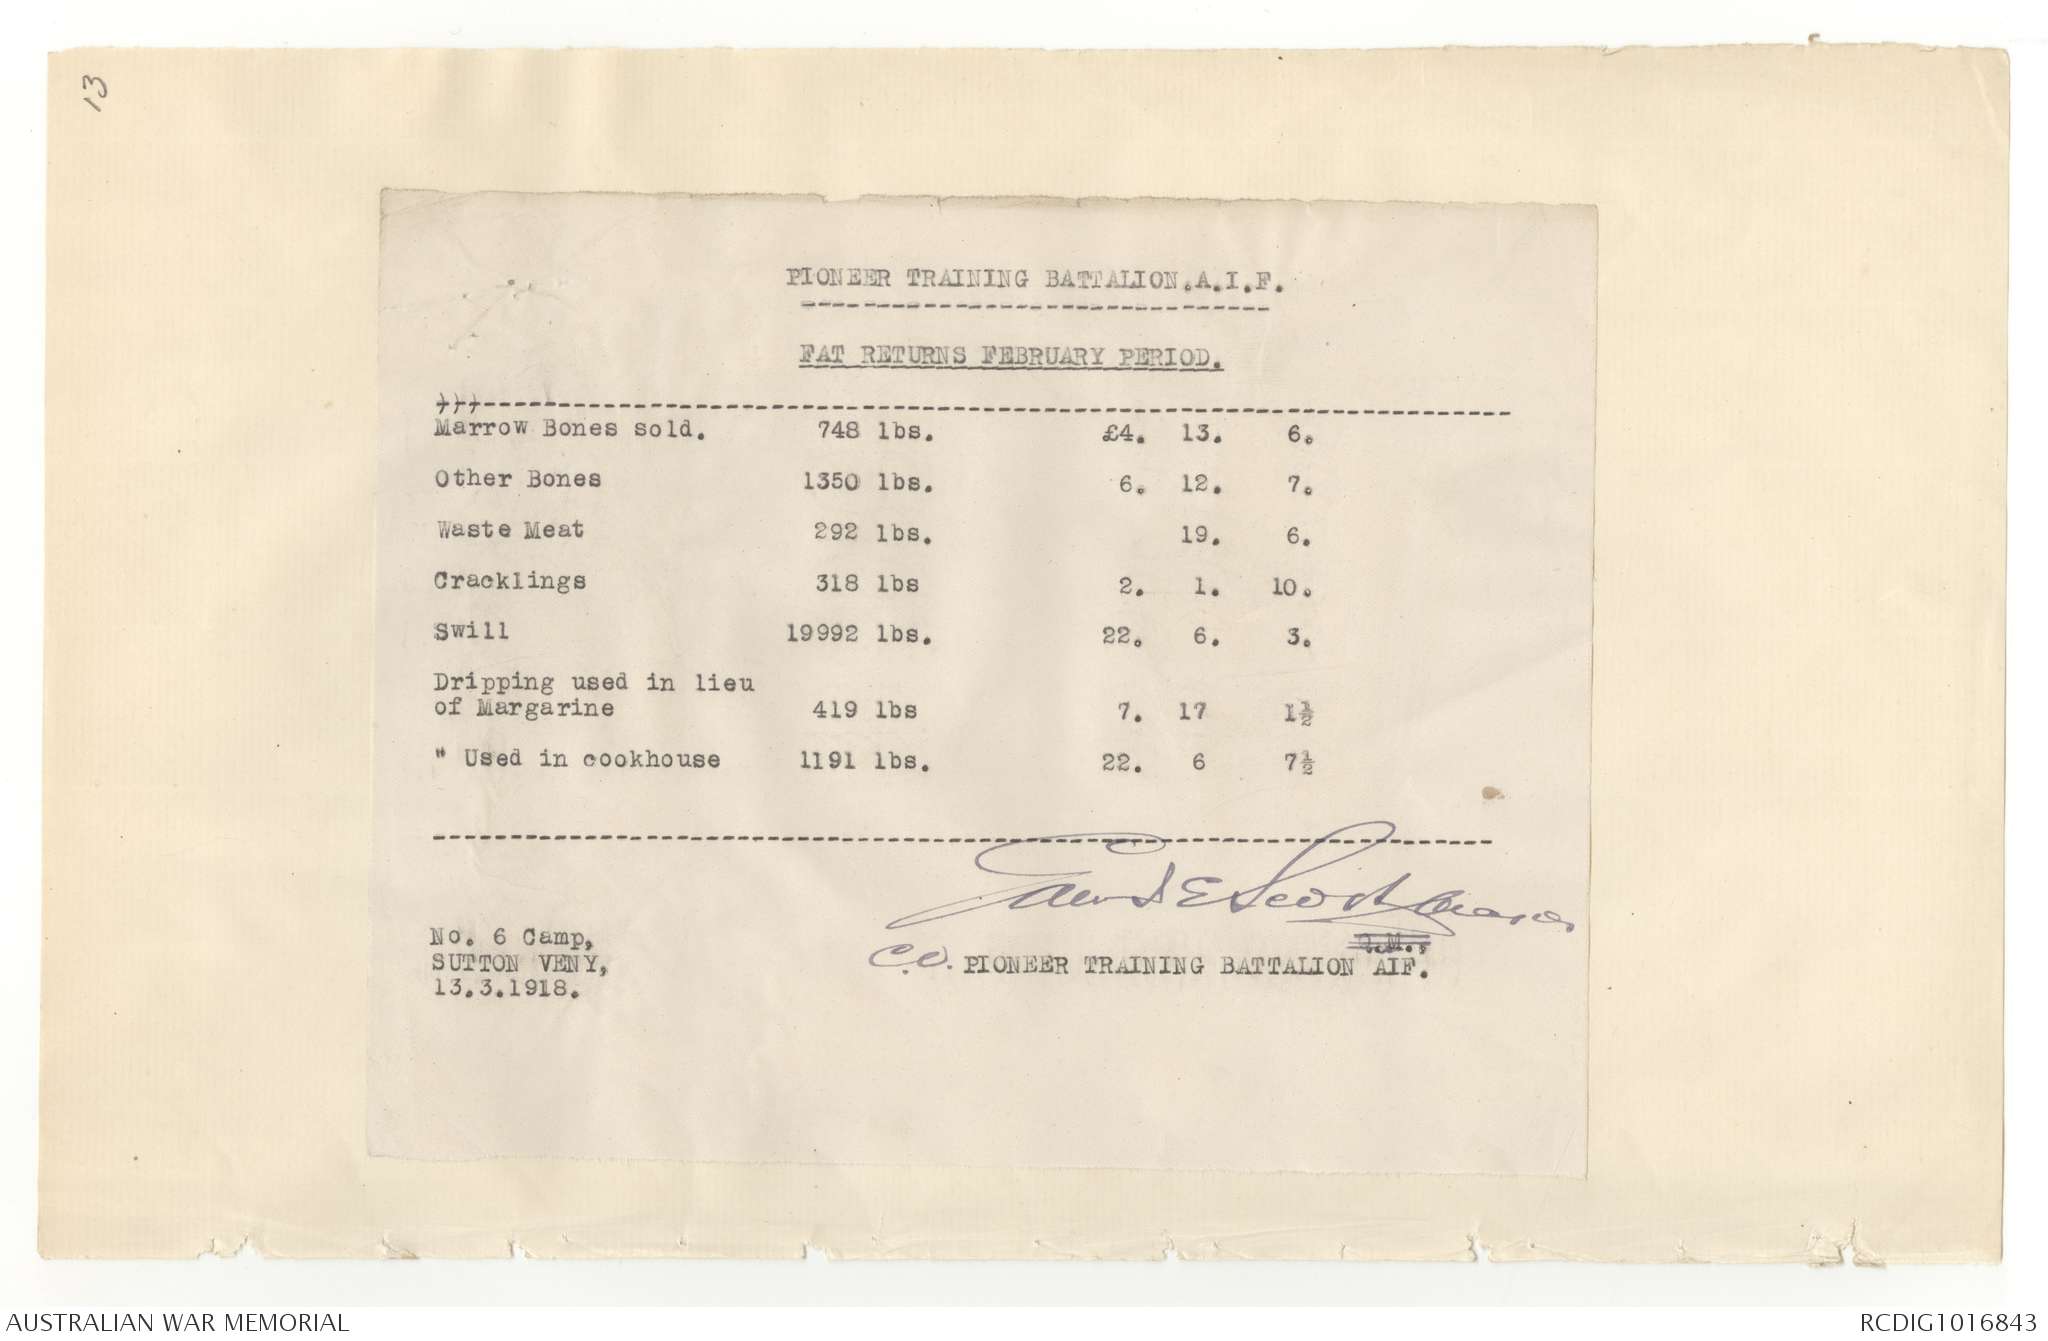 13
PIONEER TRAINING BATTALION.A.I.F.
FAT RETURNS FEBRUARY PERIOD.
Marrow Bones sold. 748 lbs. £4. 13. 6.
Other Bones 1350 lbs. 6. 12. 7.
Waste Meat 292 lbs. 19. 6.
Cracklings 318 lbs 2. 1. 10.
Swill 19992 lbs. 22. 6. 3.
Dripping used in lieu
of Margarine 419 lbs 7. 17 1½
" Used in cookhouse 1191 lbs. 22. 6 7½
E Scott
Q.M.,
No. 6 Camp,
C.O. PIONEER TRAINING BATTALION AIF.
SUTTON VENY,
13.3.1918.
AUSTRALIAN WAR MEMORIAL
RCDIG1016843